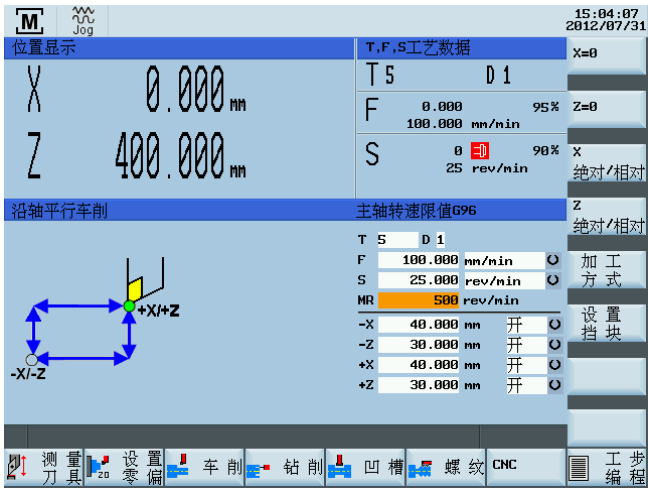 M
Jog
15:04:07
2012/07/31
位置显示
T,F,S工艺数据
X=0
X 0.000 MM
Z 400.000 MM
T 5 D 1
F 0.000 95%
100.000 mm/min
S 0 90%
25 rev/min
Z=0
X
绝对/相对
Z
绝对/相对
沿轴平行车削
主轴转速限值G96
T 5 D 1
F 100.000 mm/min
S 25.000 rev/min
MR 500 rev/min
-X 40.000 mm 开
-Z 30.000 mm 开
+X 40.000 mm 开
+Z 30.000 mm 开
+X/+Z
-X/-Z
加工
方式
设置
挡块
测量
刀具
ZO
设置
零偏
车削
钻削
凹槽
螺纹
CNC
工步
编程